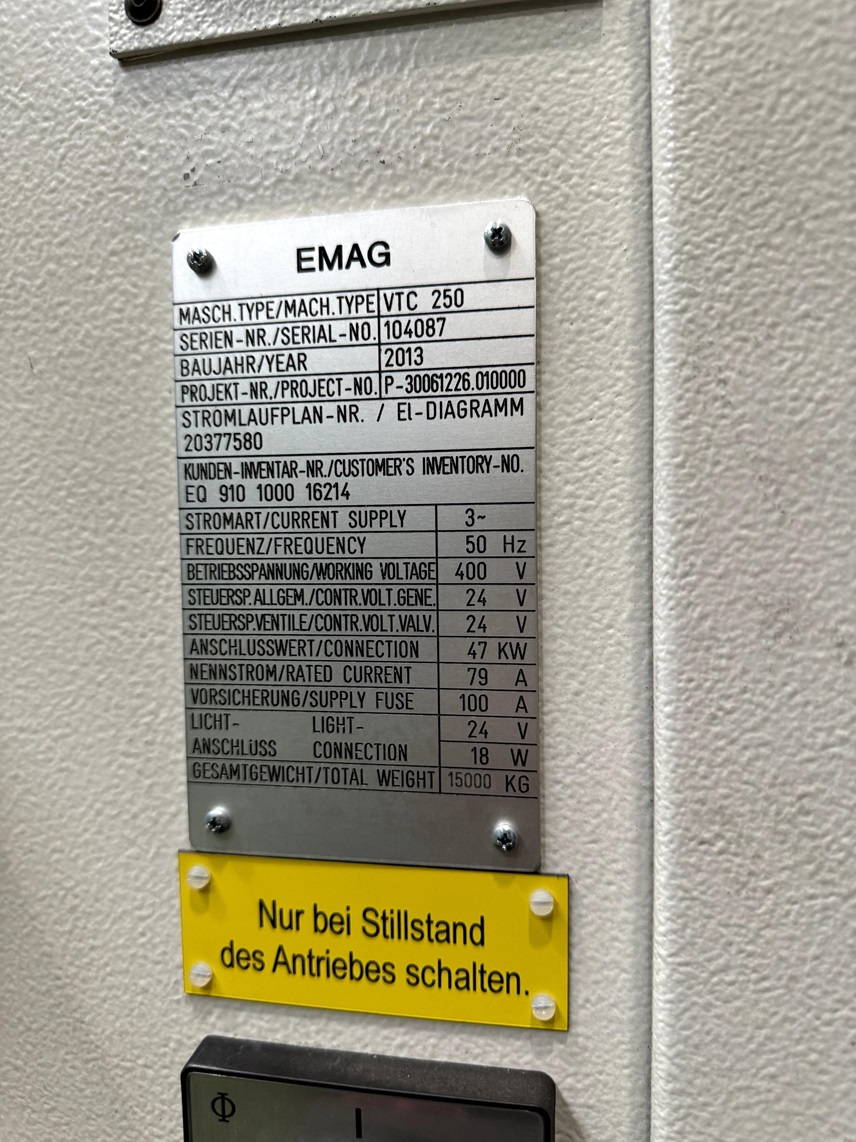 EMAG
MASCH.TYPE/MACH.TYPE VTC 250
SERIEN-NR./SERIAL-NO. 104087
BAUJAHR/YEAR 2013
PROJEKT-NR./PROJECT-NO. P-30061226.010000
STROMLAUFPLAN-NR. / El-DIAGRAMM
20377580
KUNDEN-INVENTAR-NR./CUSTOMER'S INVENTORY-NO.
EQ 910 1000 16214
STROMART/CURRENT SUPPLY 3~
FREQUENZ/FREQUENCY 50 Hz
BETRIEBSSPANNUNG/WORKING VOLTAGE 400 V
STEUERSP.ALLGEM./CONTR.VOLT.GENE. 24 V
STEUERSP.VENTILE/CONTR.VOLT.VALV. 24 V
ANSCHLUSSWERT/CONNECTION 47 KW
NENNSTROM/RATED CURRENT 79 A
VORSICHERUNG/SUPPLY FUSE 100 A
LICHT- LIGHT- 24 V
ANSCHLUSS CONNECTION 18 W
GESAMTGEWICHT/TOTAL WEIGHT 15000 KG
Nur bei Stillstand
des Antriebes schalten.
Φ I